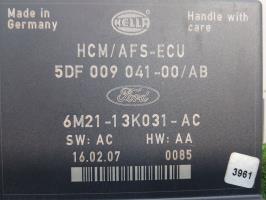 Made in
Germany
HELLA
Handle with
care
HCM/AFS-ECU
5DF 009 041-00/AB
Ford
6M21-13K031-AC
SW: AC HW: AA
16.02.07 0085
3961